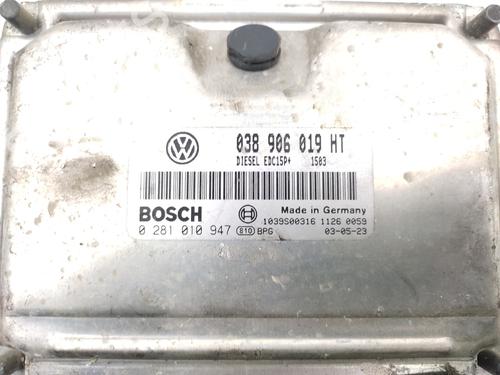 038 906 019 HT
DIESEL EDC15P+ 1503
BOSCH
Made in Germany
1039S00316 1126 0059
0 281 010 947 810 BPG 03-05-23